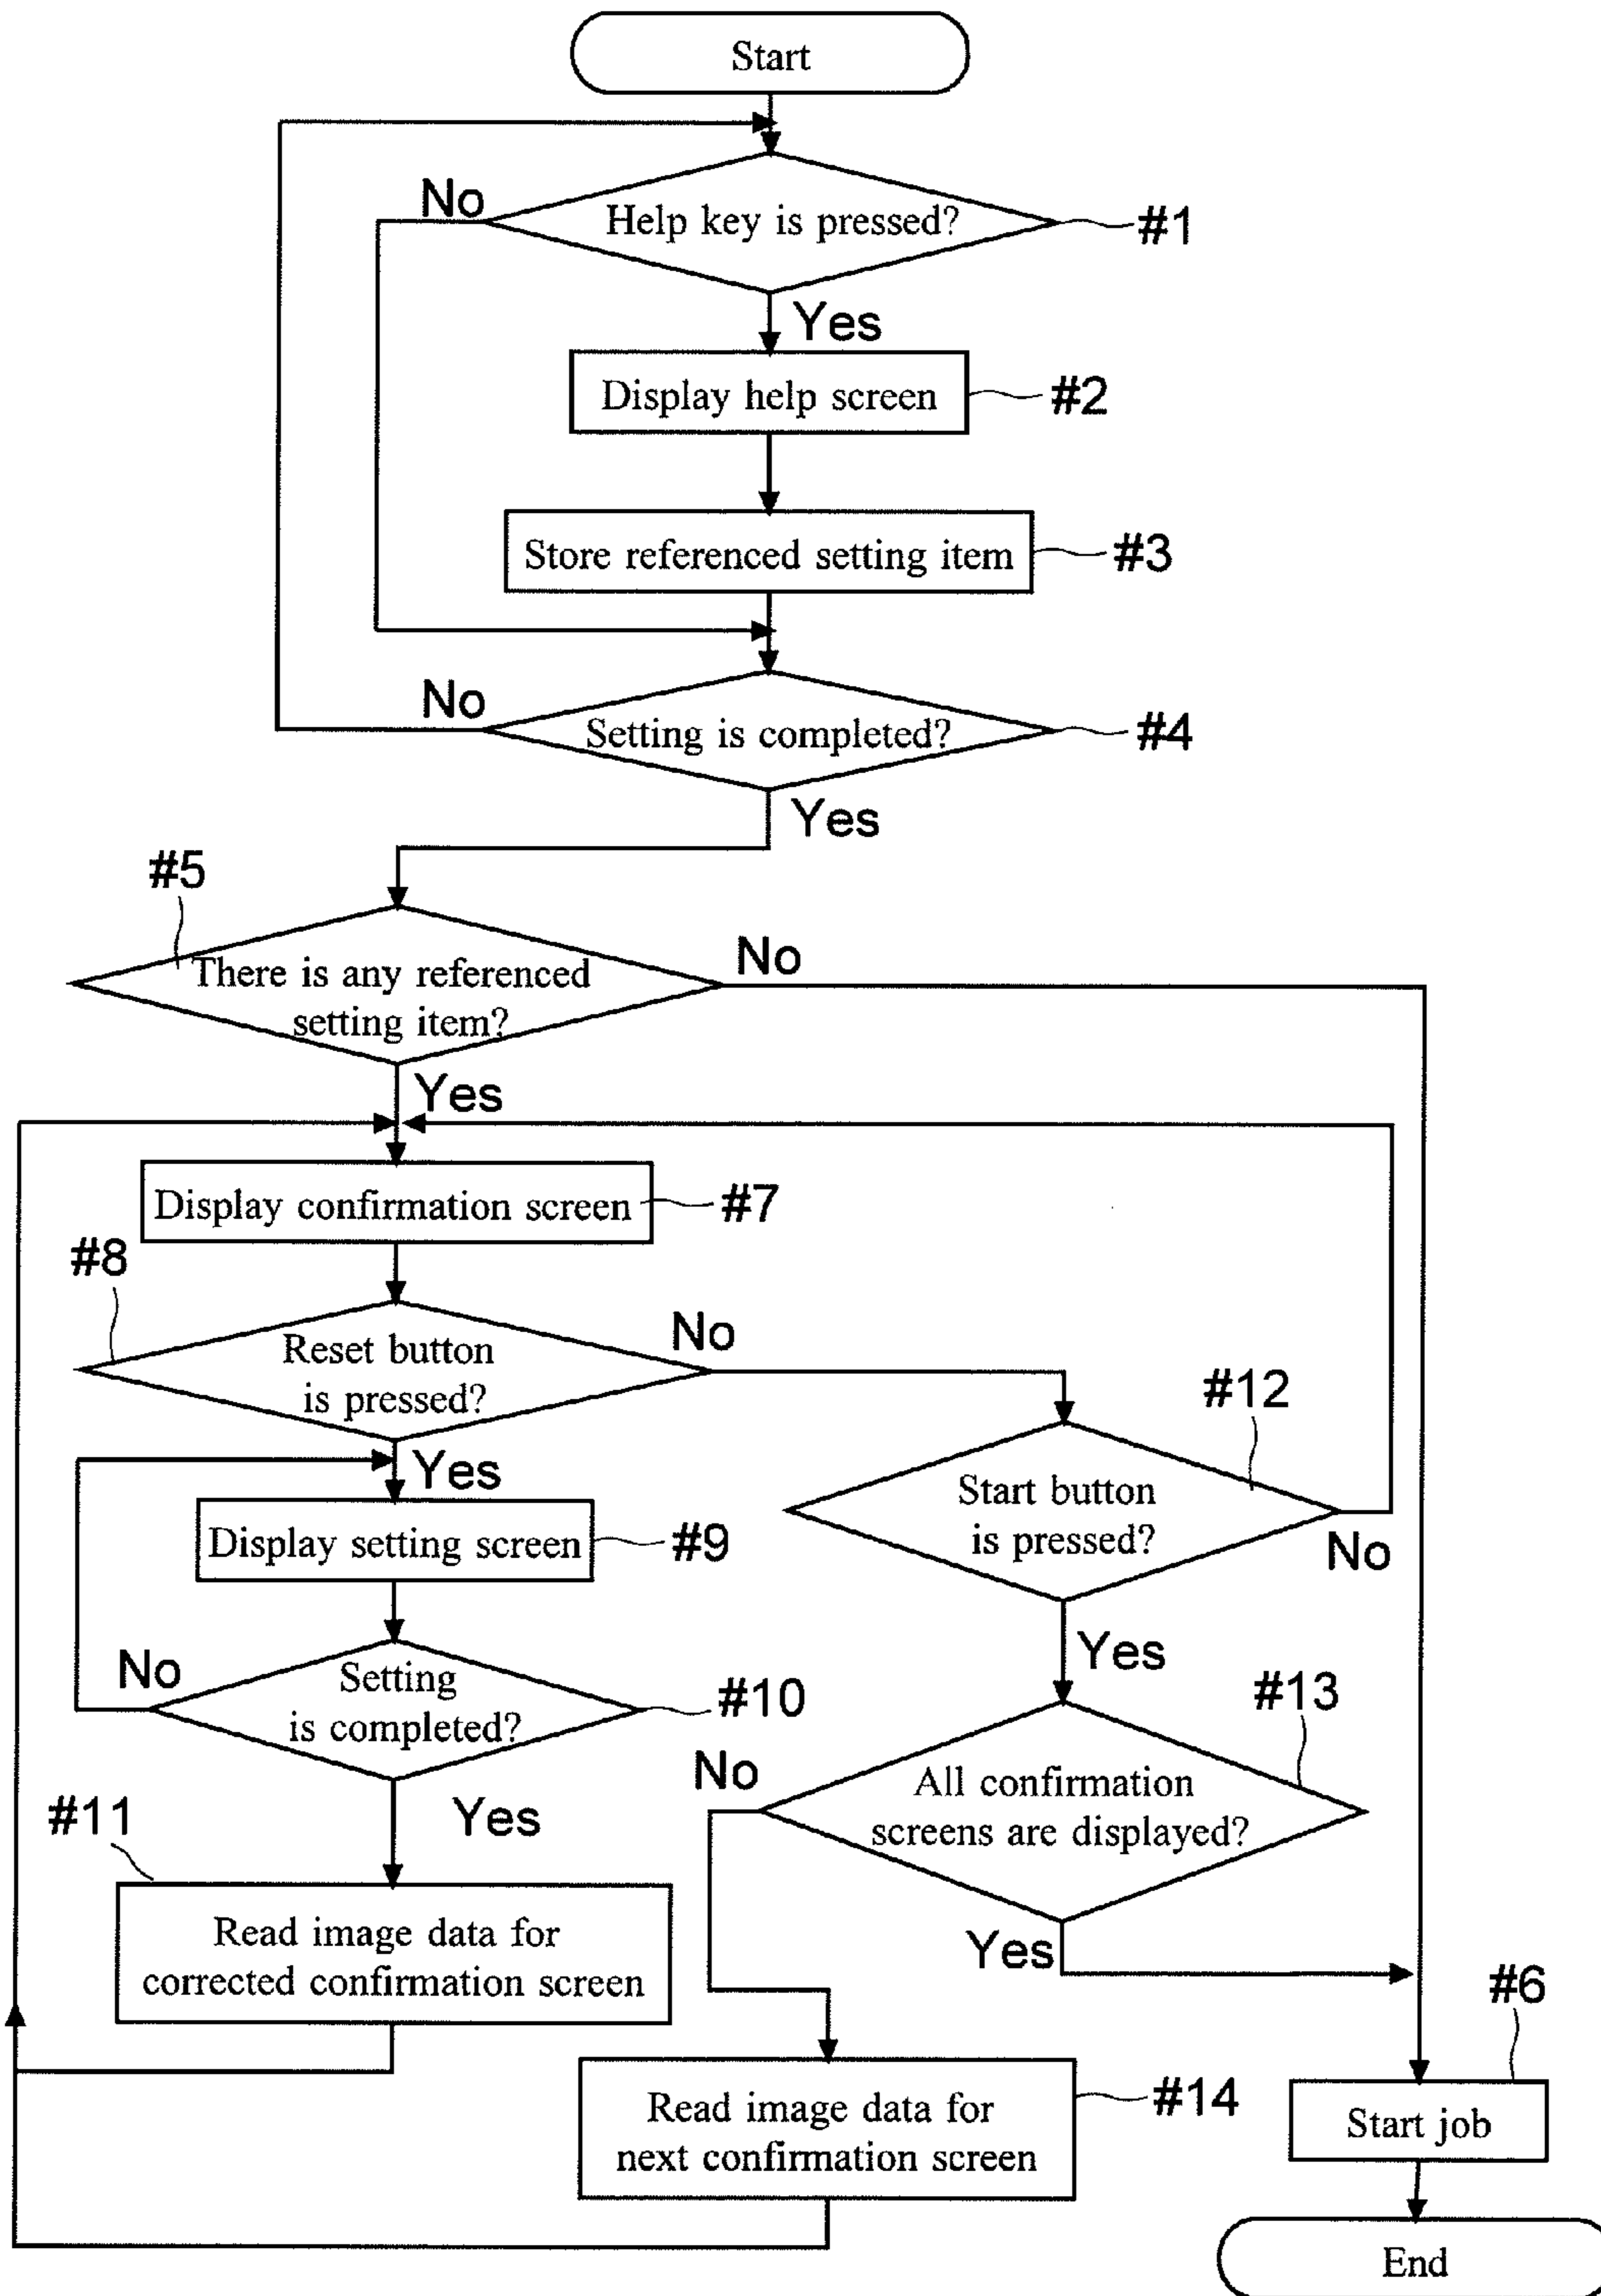 Start
No
Help key is pressed?
#1
Yes
Display help screen
#2
Store referenced setting item
#3
No
Setting is completed?
#4
Yes
#5
There is any referenced
setting item?
No
Yes
Display confirmation screen
#7
#8
Reset button
is pressed?
No
#12
Yes
Start button
is pressed?
No
Display setting screen
#9
No
Setting
is completed?
#10
Yes
#13
No
All confirmation
screens are displayed?
#11
Yes
Read image data for
corrected confirmation screen
Yes
#6
Read image data for
next confirmation screen
#14
Start job
End